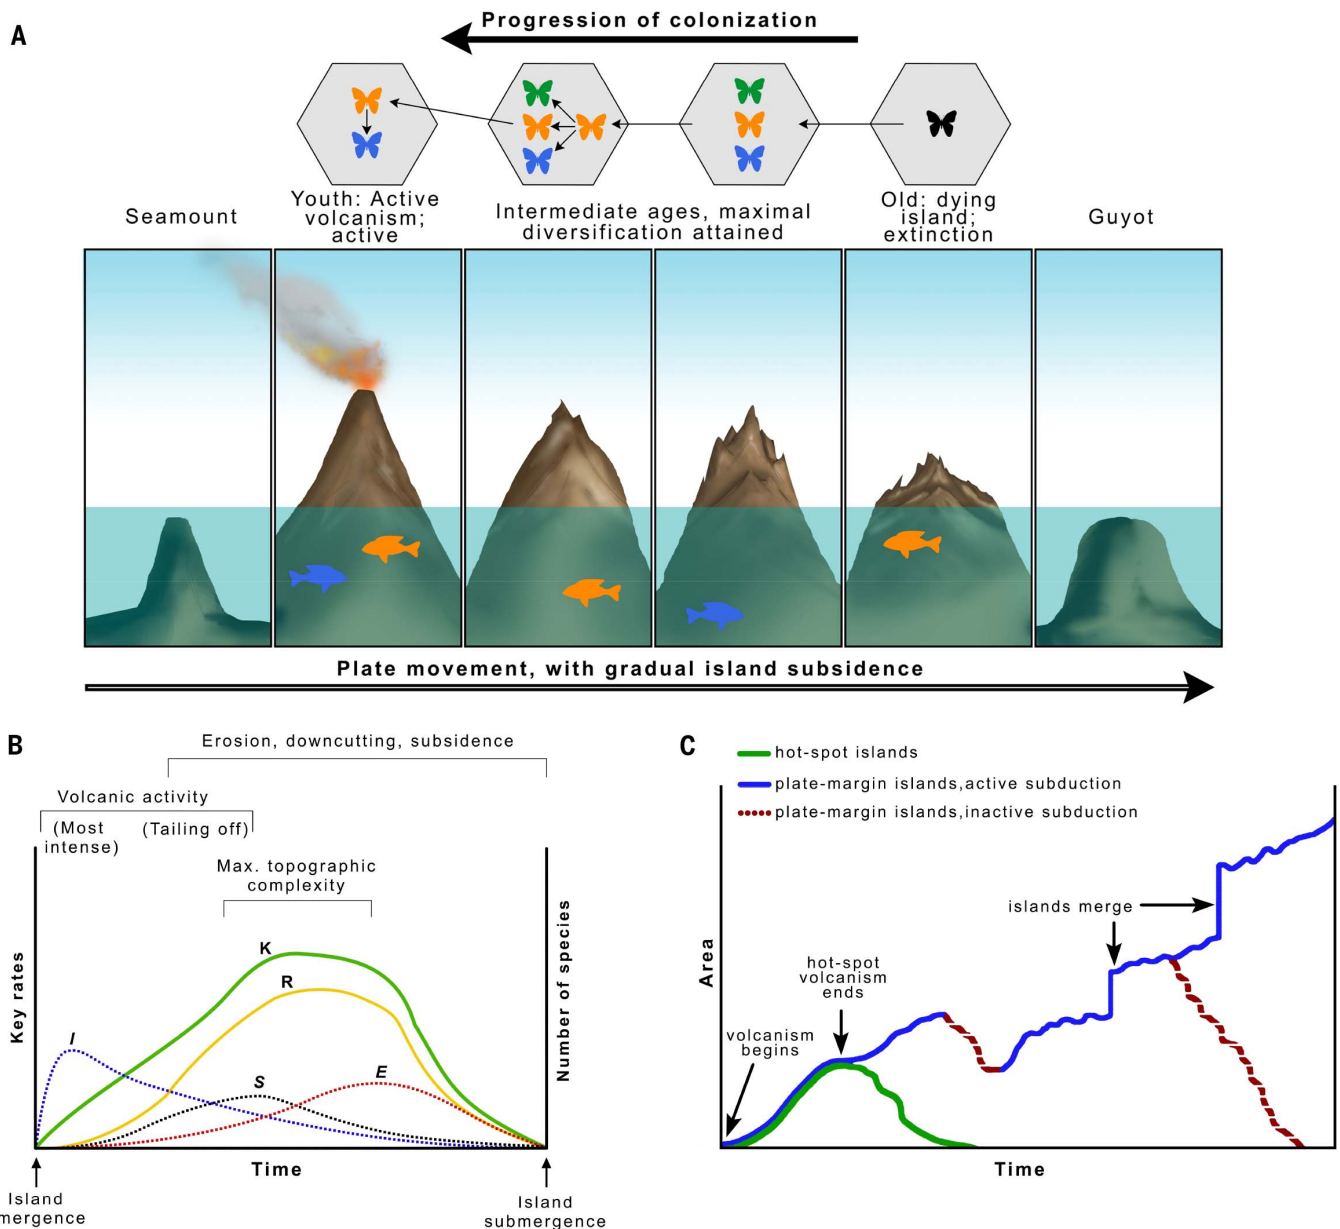 A
Progression of colonization
Seamount
Youth: Active
volcanism;
active
Intermediate ages, maximal
diversification attained
Old: dying
island;
extinction
Guyot
Plate movement, with gradual island subsidence
B
Erosion, downcutting, subsidence
Volcanic activity
(Most
intense)
(Tailing off)
Max. topographic
complexity
Key rates
Number of species
K
R
I
S
E
Time
Island
mergence
Island
submergence
C
hot-spot islands
plate-margin islands,active subduction
plate-margin islands,inactive subduction
Area
islands merge
hot-spot
volcanism
ends
volcanism
begins
Time